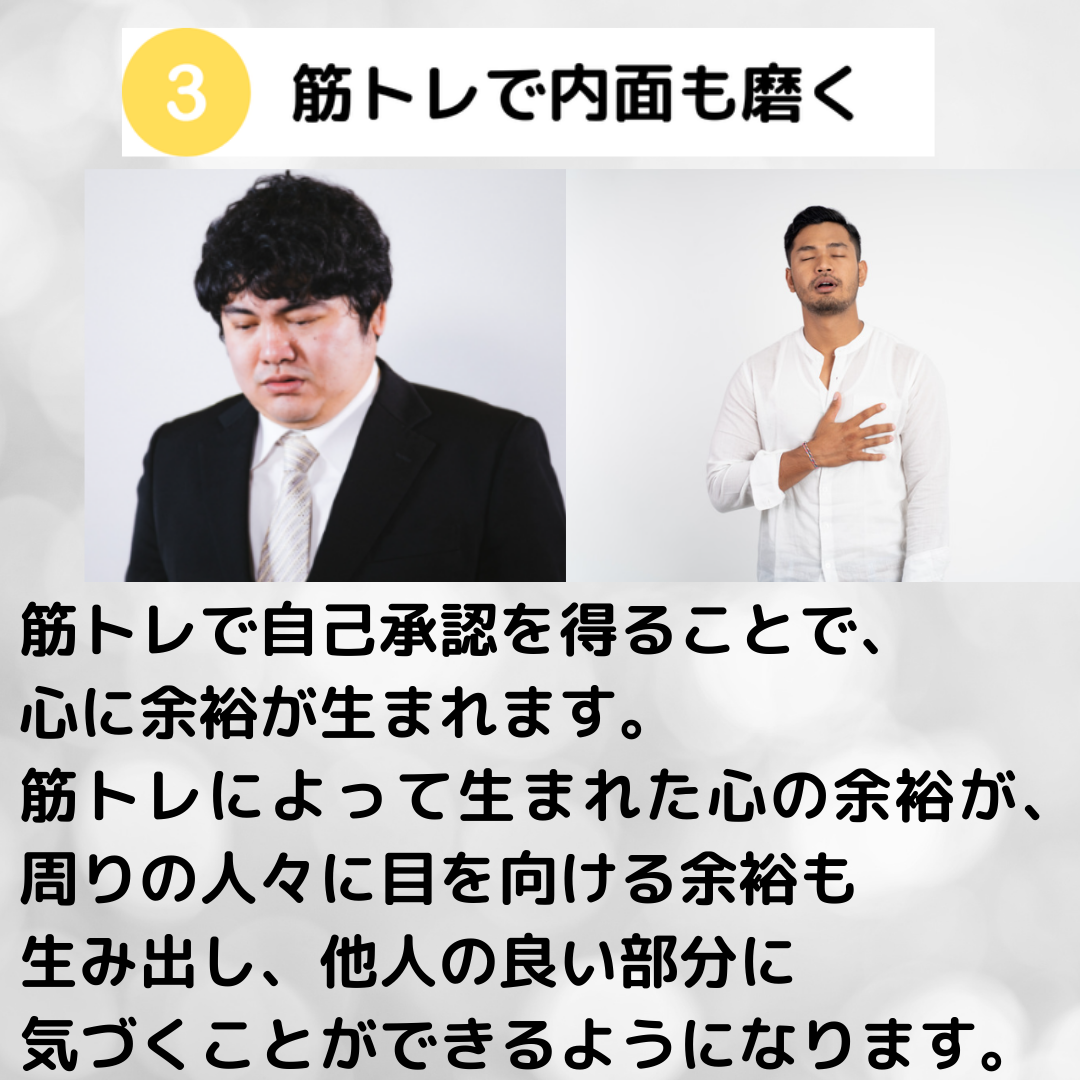 3 筋トレで内面も磨く
筋トレで自己承認を得ることで、
心に余裕が生まれます。
筋トレによって生まれた心の余裕が、
周りの人々に目を向ける余裕も
生み出し、他人の良い部分に
気づくことができるようになります。